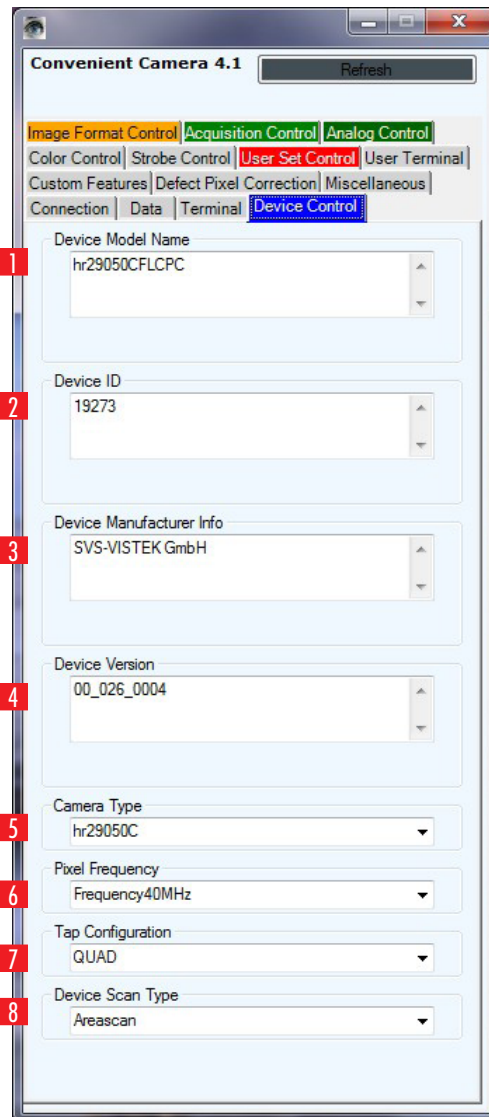 Convenient Camera 4.1 Refresh
Image Format Control Acquisition Control Analog Control
Color Control Strobe Control User Set Control User Terminal
Custom Features Defect Pixel Correction Miscellaneous
Connection Data Terminal Device Control
Device Model Name
1 hr29050CFLCPC
Device ID
2 19273
Device Manufacturer Info
3 SVS-VISTEK GmbH
Device Version
4 00_026_0004
Camera Type
5 hr29050C
Pixel Frequency
6 Frequency40MHz
Tap Configuration
7 QUAD
Device Scan Type
8 Areascan